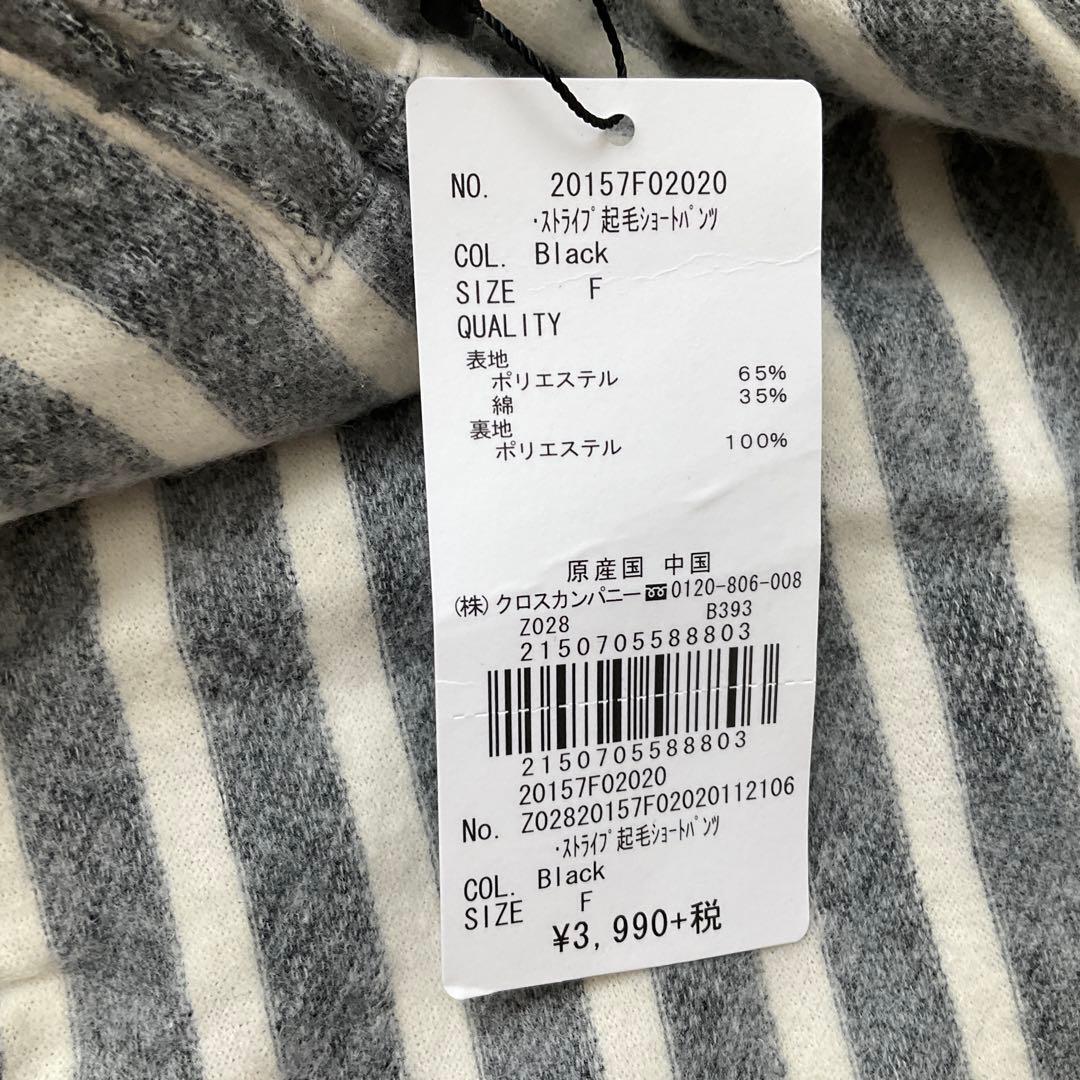 NO. 20157F02020
・ｽﾄﾗｲﾌﾟ起毛ｼｮｰﾄﾊﾟﾝﾂ
COL. Black
SIZE F
QUALITY
表地
ポリエステル 65%
綿 35%
裏地
ポリエステル 100%
原産国 中国
(株)クロスカンパニー 0120-806-008
Z028 B393
2150705588803
2150705588803
20157F02020
No. Z02820157F02020112106
・ｽﾄﾗｲﾌﾟ起毛ｼｮｰﾄﾊﾟﾝﾂ
COL. Black
SIZE F
¥3,990+税